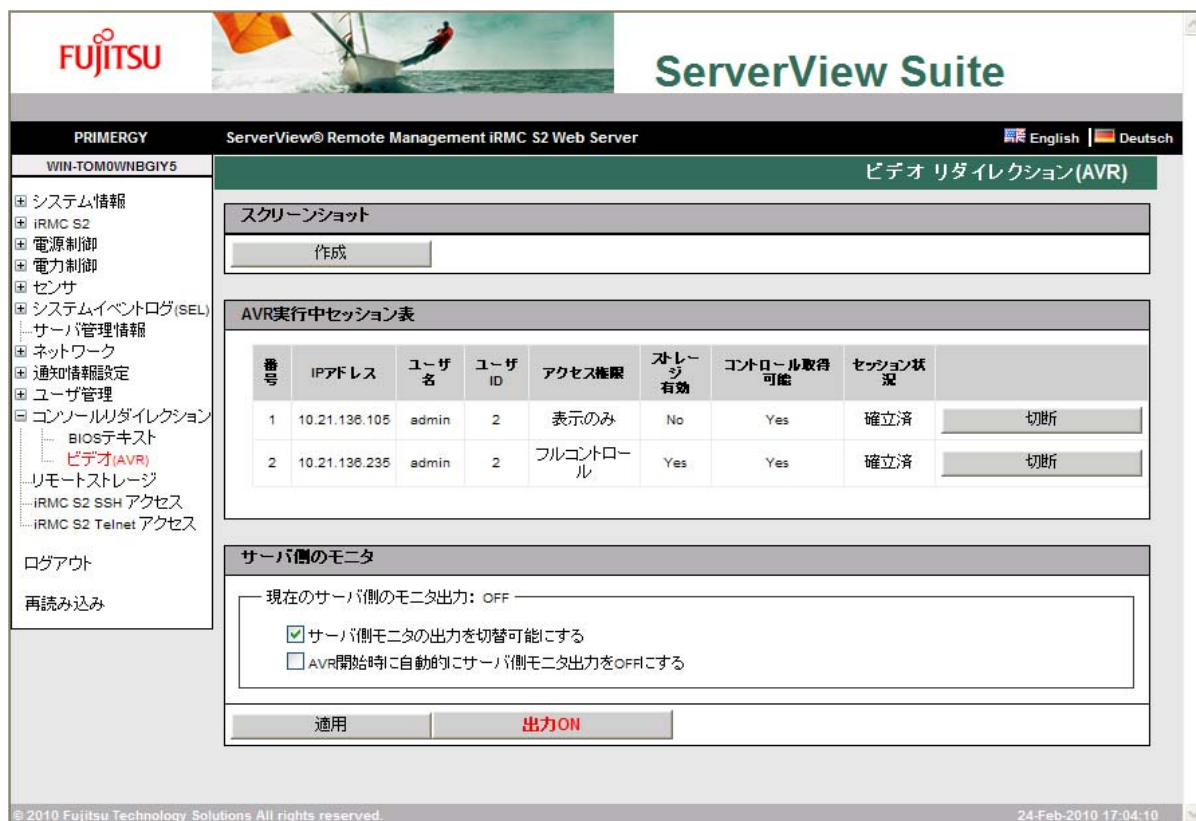 FUJITSU
ServerView Suite
PRIMERGY
ServerView® Remote Management iRMC S2 Web Server
English
Deutsch
WIN-TOM0WNBGIY5
ビデオ リダイレクション(AVR)
システム情報
iRMC S2
電源制御
電力制御
センサ
システムイベントログ(SEL)
サーバ管理情報
ネットワーク
通知情報設定
ユーザ管理
コンソールリダイレクション
BIOSテキスト
ビデオ(AVR)
リモートストレージ
iRMC S2 SSH アクセス
iRMC S2 Telnet アクセス
ログアウト
再読み込み
スクリーンショット
作成
AVR実行中セッション表
番号 IPアドレス ユーザ名 ユーザID アクセス権限 ストレージ有効 コントロール取得可能 セッション状況
1 10.21.136.105 admin 2 表示のみ No Yes 確立済 切断
2 10.21.136.235 admin 2 フルコントロール Yes Yes 確立済 切断
サーバ側のモニタ
現在のサーバ側のモニタ出力: OFF
サーバ側モニタの出力を切替可能にする
AVR開始時に自動的にサーバ側モニタ出力をOFFにする
適用
出力ON
© 2010 Fujitsu Technology Solutions All rights reserved.
24-Feb-2010 17:04:10